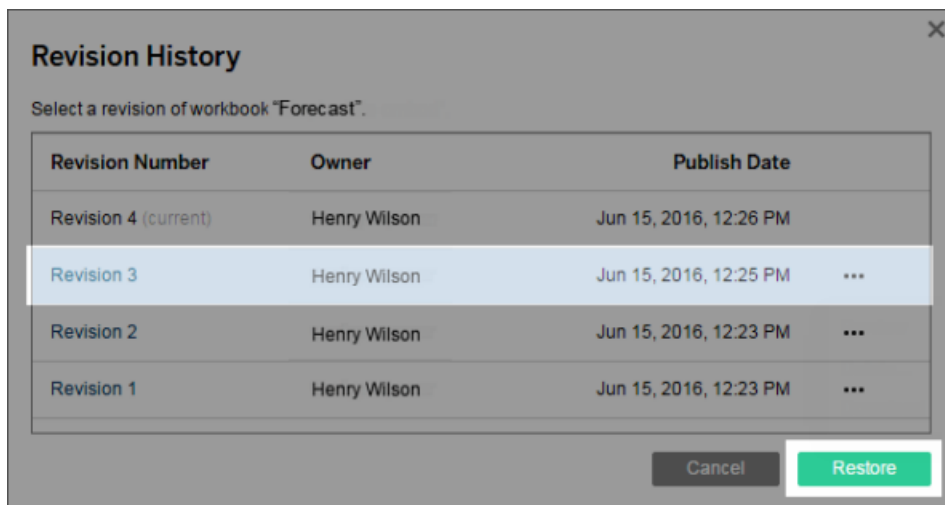 Revision History
Select a revision of workbook “Forecast”.
Revision Number Owner Publish Date
Revision 4 (current) Henry Wilson Jun 15, 2016, 12:26 PM
Revision 3 Henry Wilson Jun 15, 2016, 12:25 PM ...
Revision 2 Henry Wilson Jun 15, 2016, 12:23 PM ...
Revision 1 Henry Wilson Jun 15, 2016, 12:23 PM ...
Cancel Restore